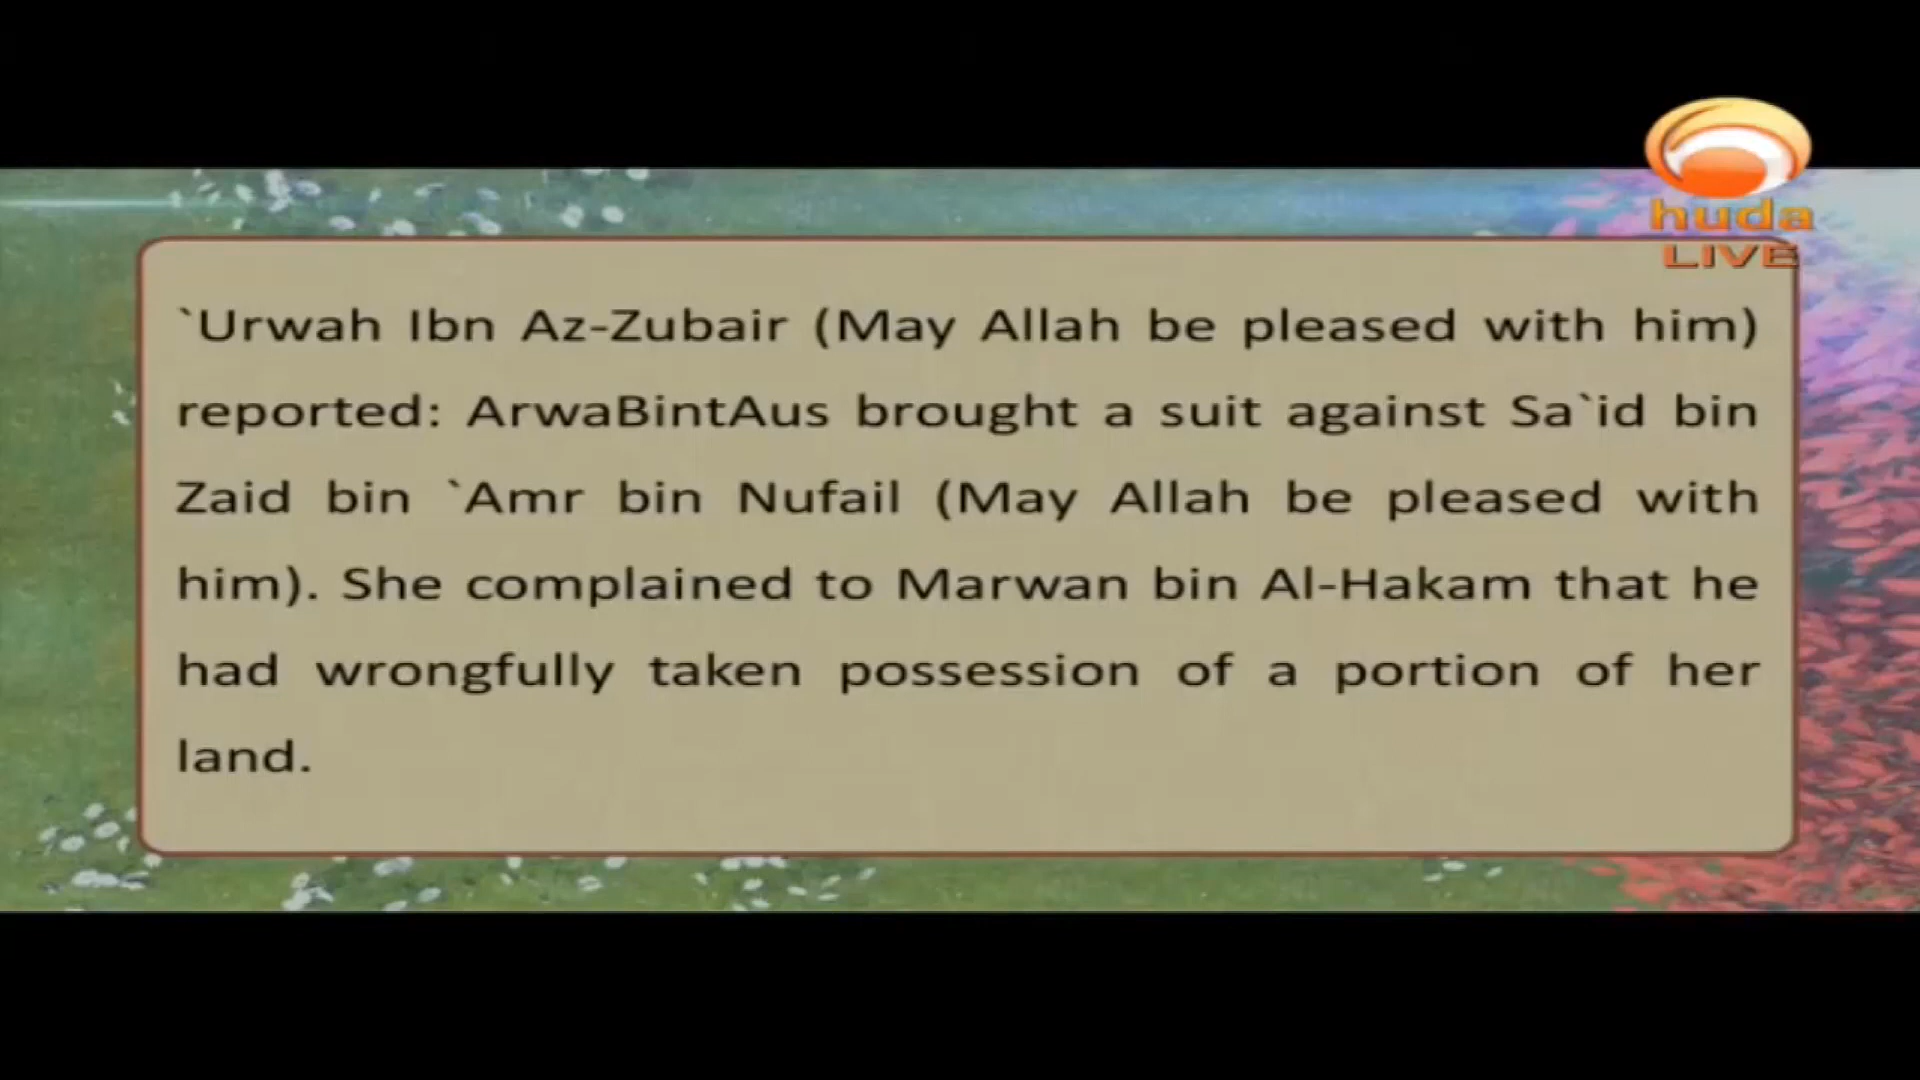 huda
LIVE
`Urwah Ibn Az-Zubair (May Allah be pleased with him)
reported: ArwaBintAus brought a suit against Sa`id bin
Zaid bin `Amr bin Nufail (May Allah be pleased with
him). She complained to Marwan bin Al-Hakam that he
had wrongfully taken possession of a portion of her
land.